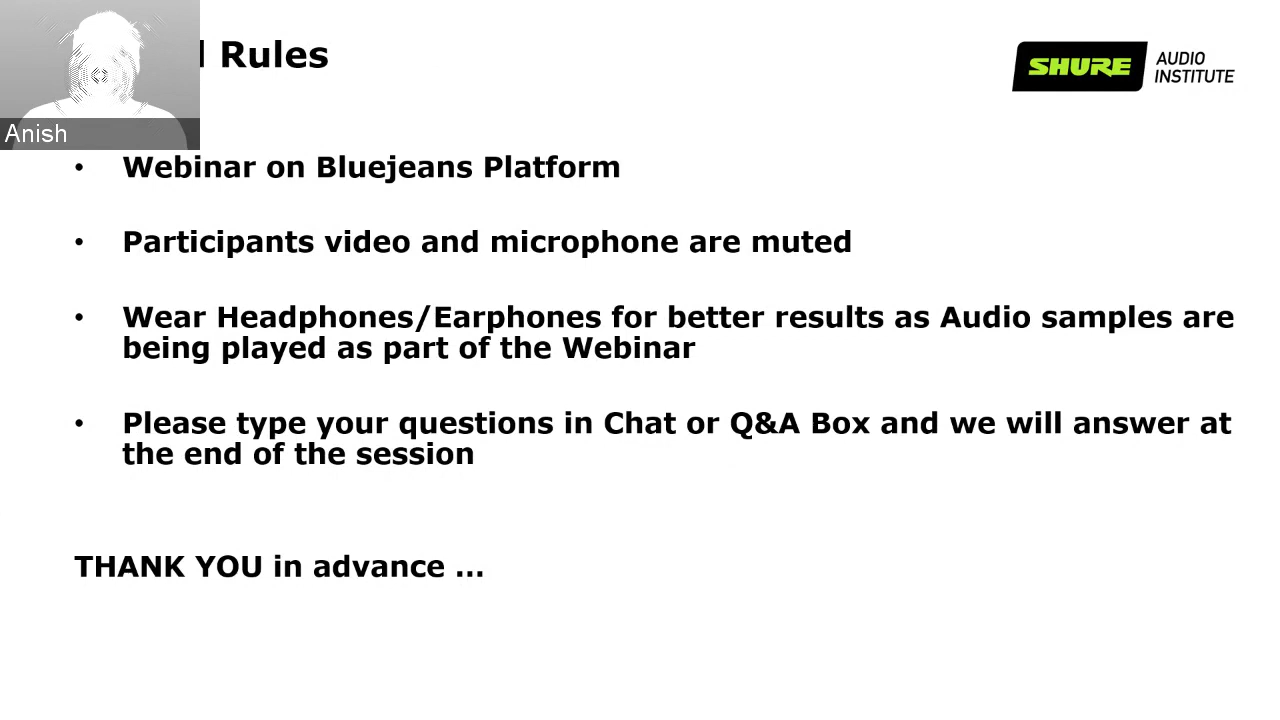 Rules
SHURE AUDIO
INSTITUTE
Anish
• Webinar on Bluejeans Platform
• Participants video and microphone are muted
• Wear Headphones/Earphones for better results as Audio samples are
being played as part of the Webinar
• Please type your questions in Chat or Q&A Box and we will answer at
the end of the session
THANK YOU in advance ...